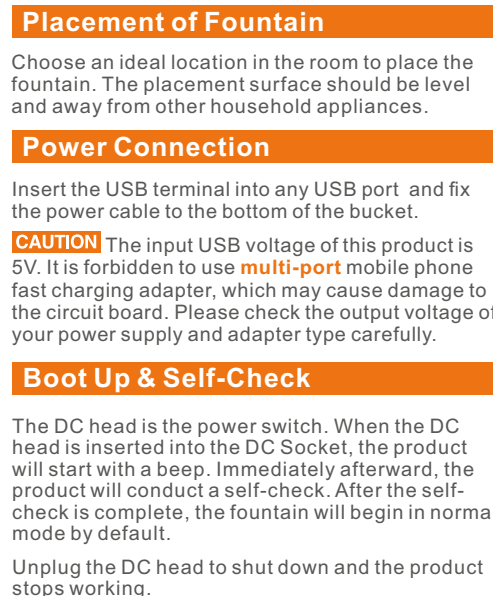 Placement of Fountain
Choose an ideal location in the room to place the
fountain. The placement surface should be level
and away from other household appliances.
Power Connection
Insert the USB terminal into any USB port and fix
the power cable to the bottom of the bucket.
CAUTION The input USB voltage of this product is
5V. It is forbidden to use multi-port mobile phone
fast charging adapter, which may cause damage to
the circuit board. Please check the output voltage of
your power supply and adapter type carefully.
Boot Up & Self-Check
The DC head is the power switch. When the DC
head is inserted into the DC Socket, the product
will start with a beep. Immediately afterward, the
product will conduct a self-check. After the self-
check is complete, the fountain will begin in norma
mode by default.
Unplug the DC head to shut down and the product
stops working.